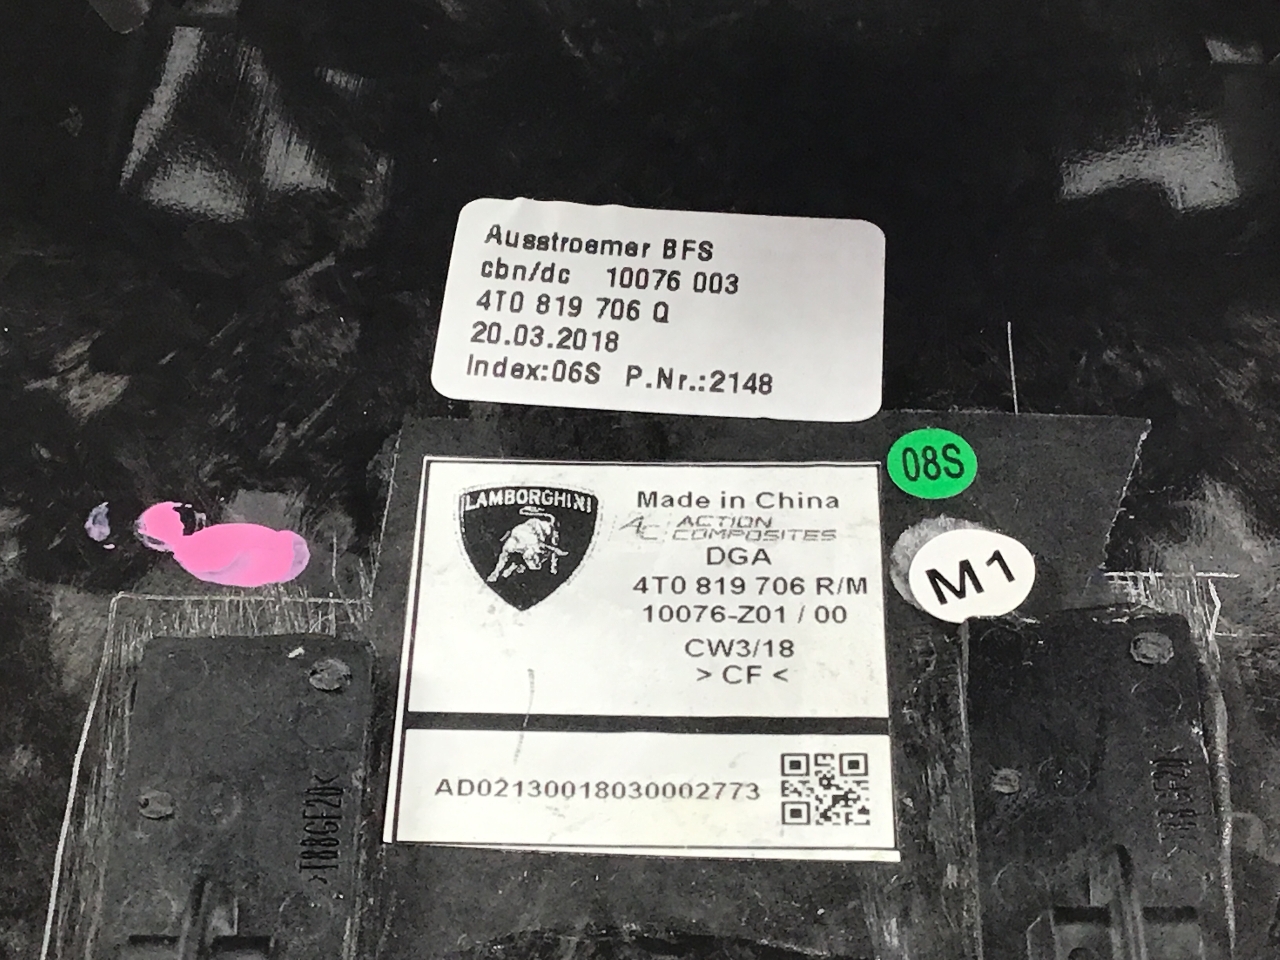 Ausstroemer BFS
cbn/dc 10076 003
4T0 819 706 Q
20.03.2018
Index:06S P.Nr.:2148
08S
LAMBORGHINI
Made in China
AC: ACTION COMPOSITES
DGA
4T0 819 706 R/M
10076-Z01 / 00
CW3/18
> CF <
M1
AD02130018030002773